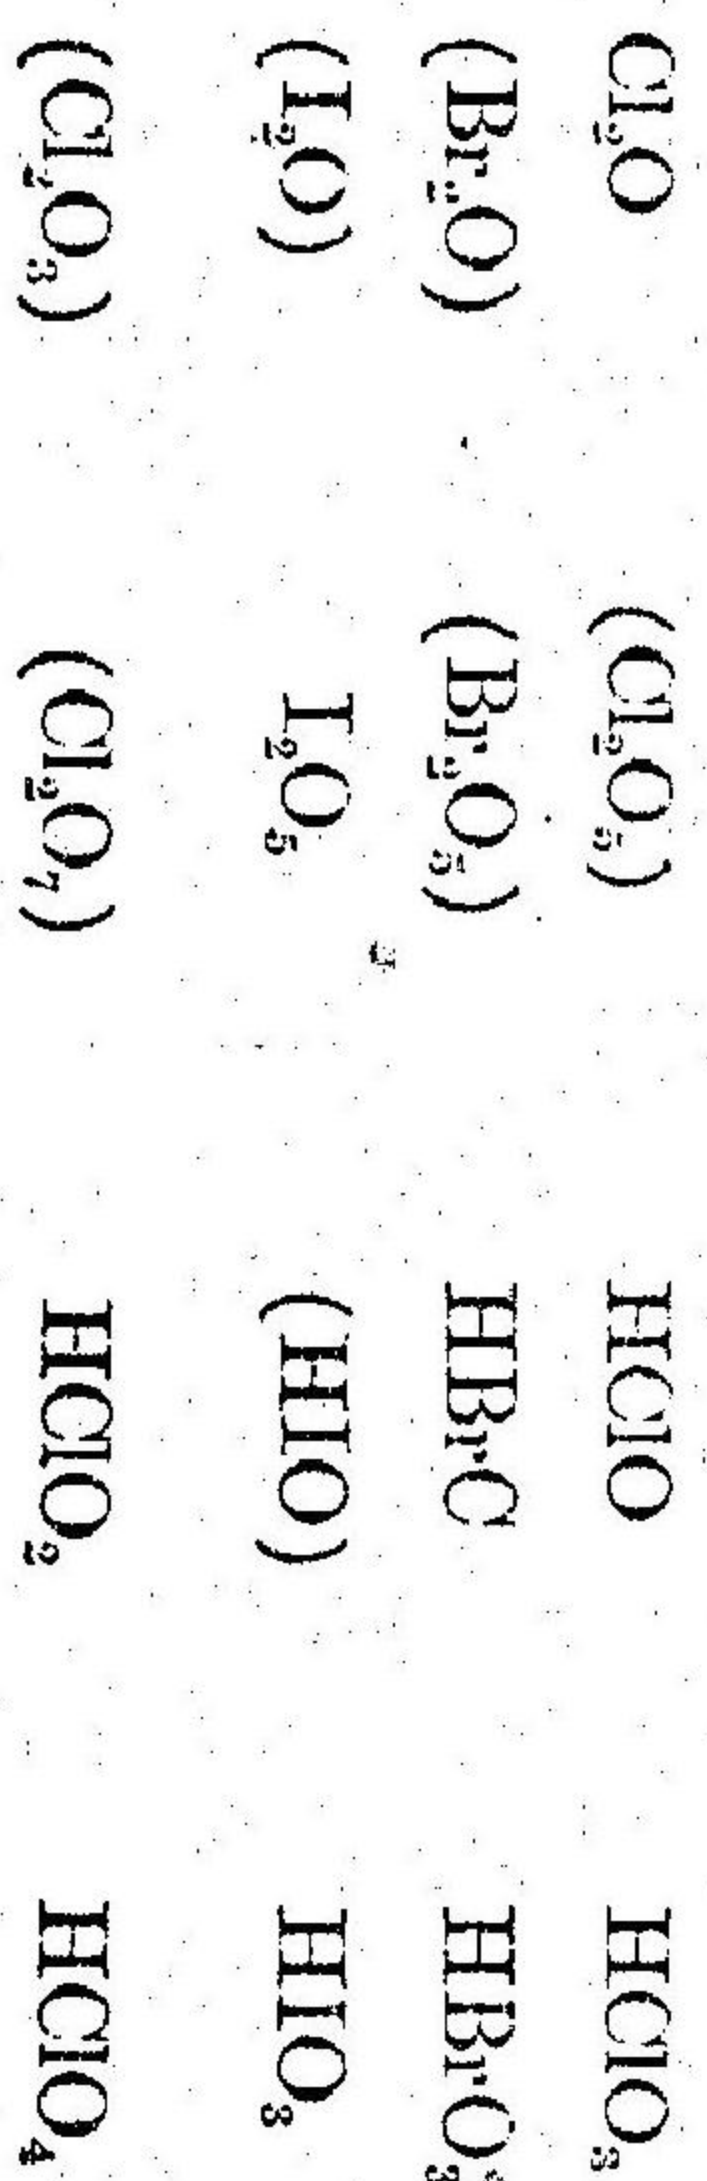 Cl₂O (Cl₂O₅) HClO HClO₃
(Br₂O) (Br₂O₅) HBrO HBrO₃
(I₂O) I₂O₅ (HIO) HIO₃
(Cl₂O₃) (Cl₂O₇) HClO₂ HClO₄